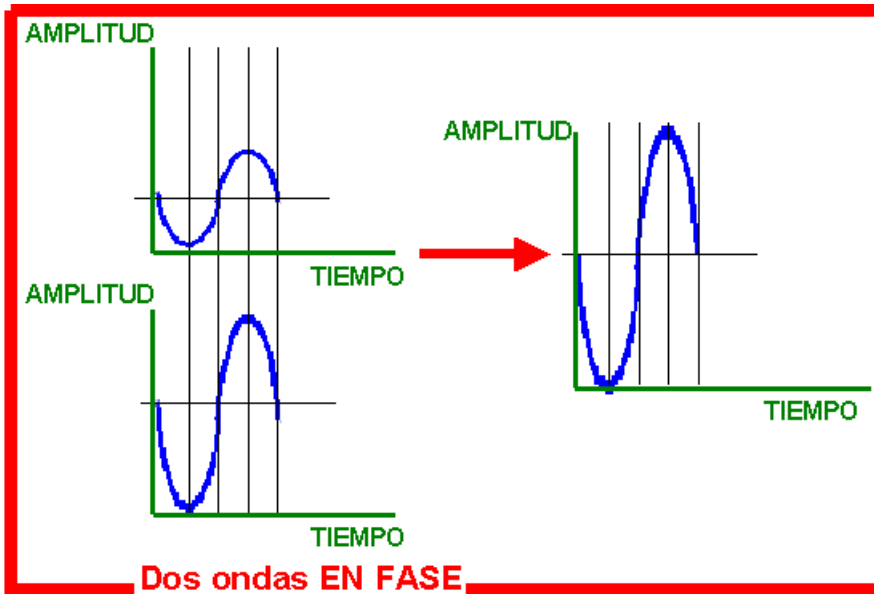 AMPLITUD
TIEMPO
AMPLITUD
TIEMPO
AMPLITUD
TIEMPO
Dos ondas EN FASE